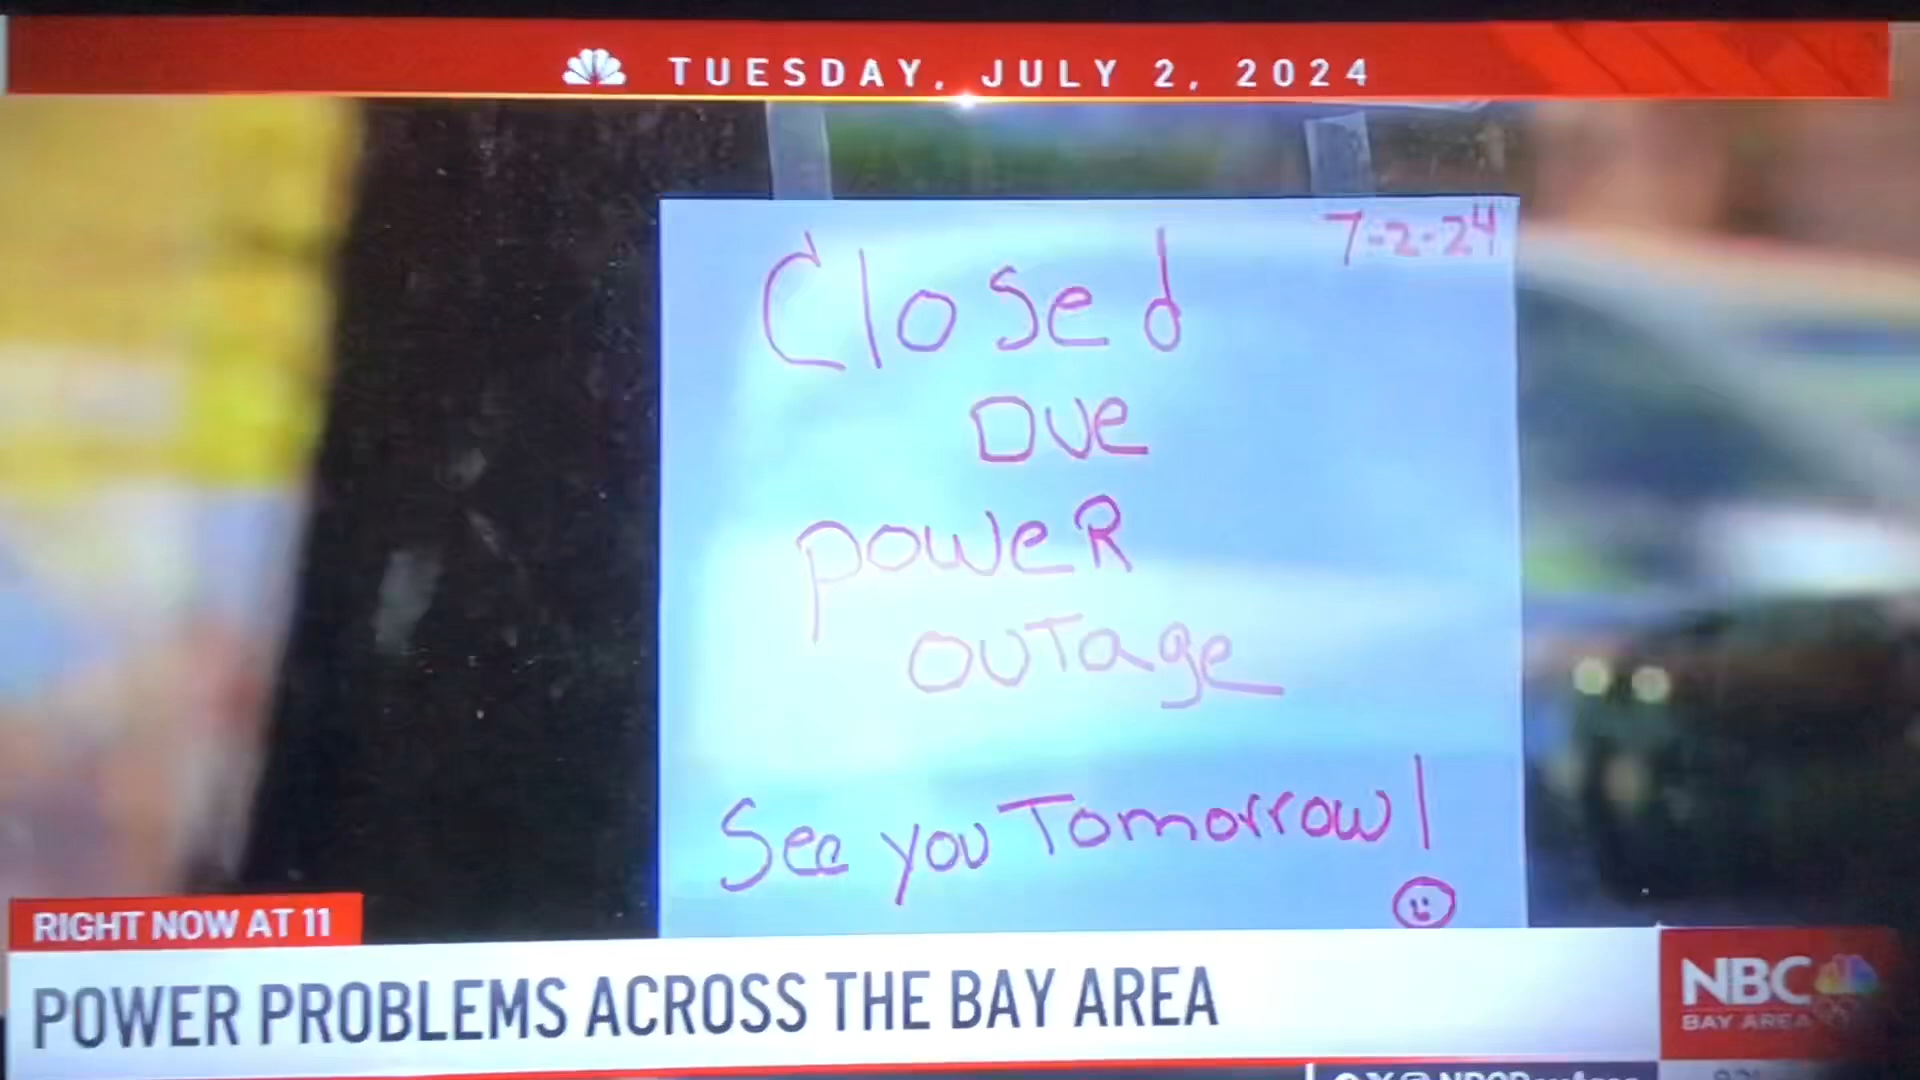 TUESDAY, JULY 2, 2024
7-2-24
Closed
Due
poweR
ouTage
See you Tomorrow!
RIGHT NOW AT 11
POWER PROBLEMS ACROSS THE BAY AREA
NBC
BAY AREA